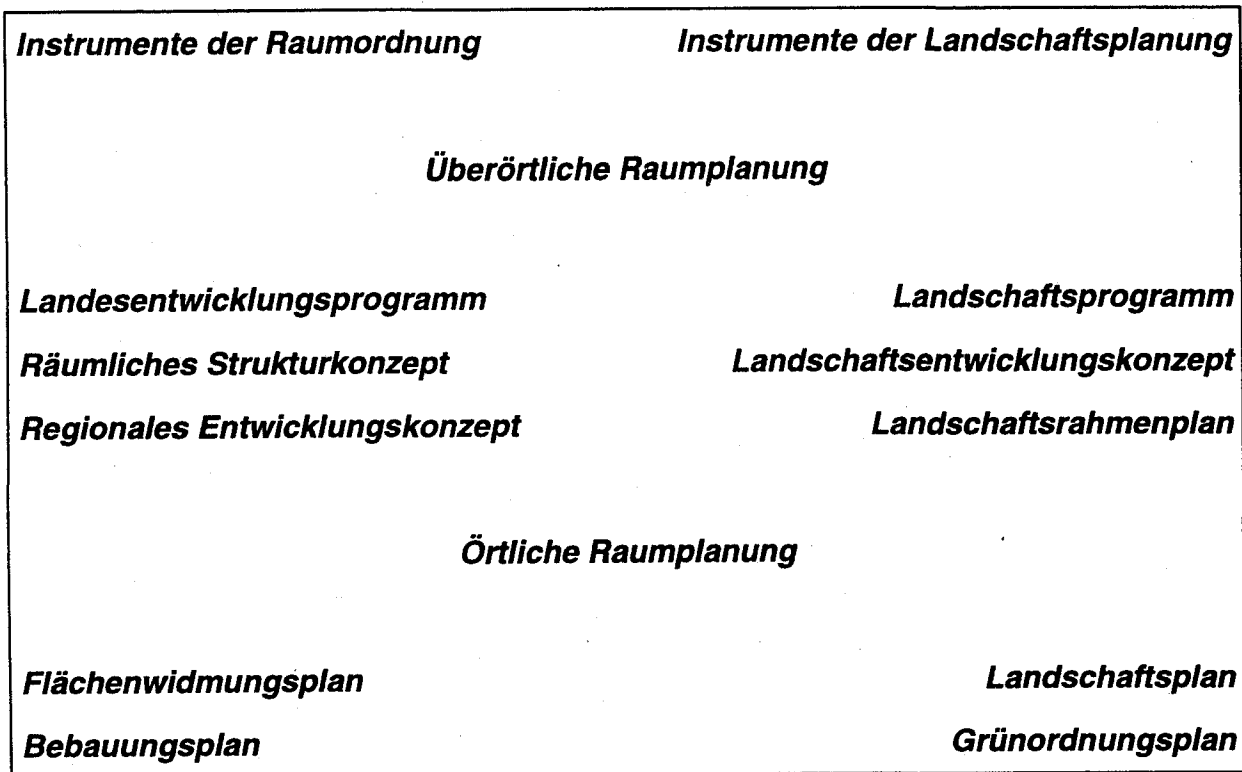 Instrumente der Raumordnung Instrumente der Landschaftsplanung
Überörtliche Raumplanung
Landesentwicklungsprogramm Landschaftsprogramm
Räumliches Strukturkonzept Landschaftsentwicklungskonzept
Regionales Entwicklungskonzept Landschaftsrahmenplan
Örtliche Raumplanung
Flächenwidmungsplan Landschaftsplan
Bebauungsplan Grünordnungsplan